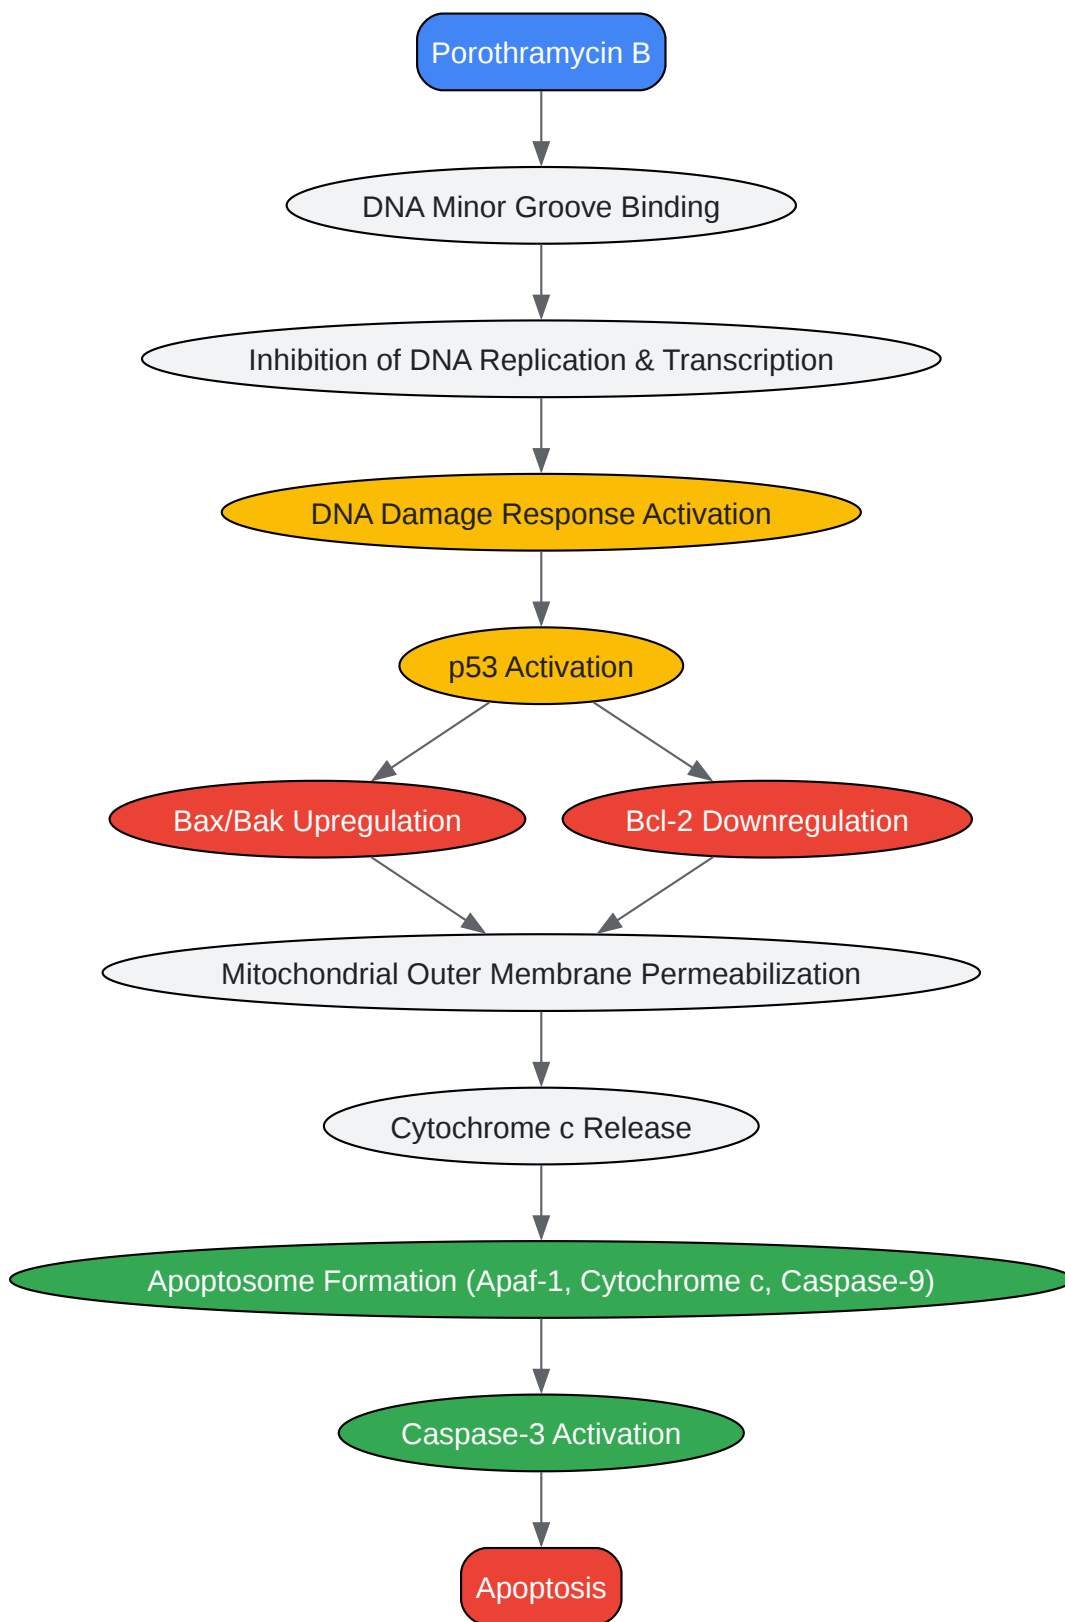 Porothramycin B
DNA Minor Groove Binding
Inhibition of DNA Replication & Transcription
DNA Damage Response Activation
p53 Activation
Bax/Bak Upregulation
Bcl-2 Downregulation
Mitochondrial Outer Membrane Permeabilization
Cytochrome c Release
Apoptosome Formation (Apaf-1, Cytochrome c, Caspase-9)
Caspase-3 Activation
Apoptosis